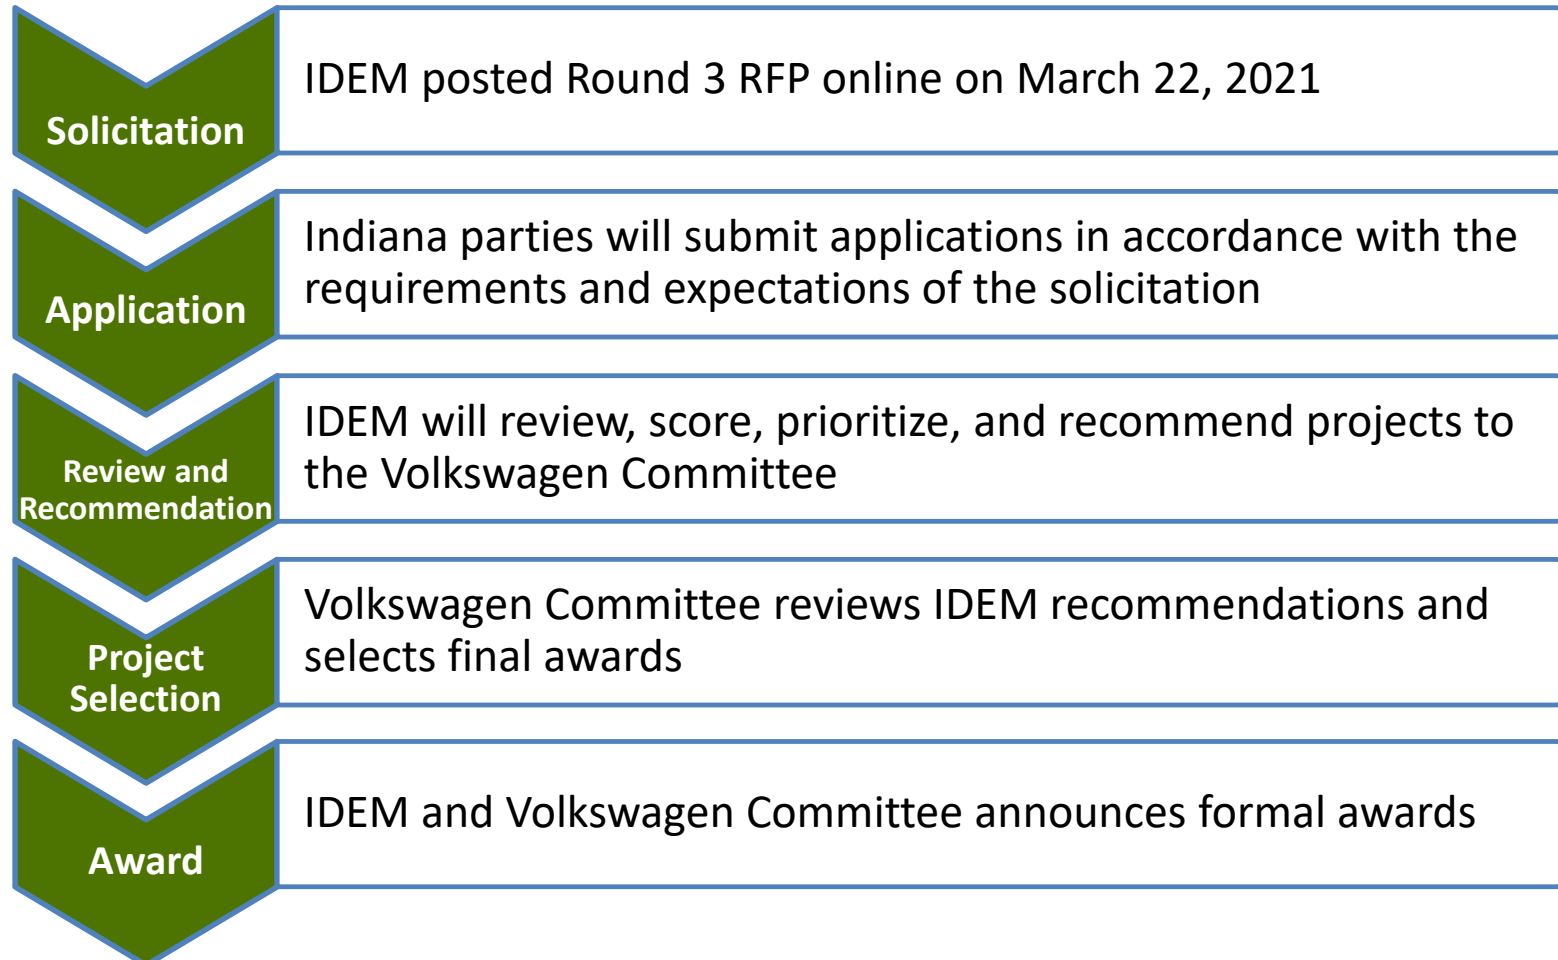 Solicitation
IDEM posted Round 3 RFP online on March 22, 2021
Application
Indiana parties will submit applications in accordance with the
requirements and expectations of the solicitation
Review and
Recommendation
IDEM will review, score, prioritize, and recommend projects to
the Volkswagen Committee
Project
Selection
Volkswagen Committee reviews IDEM recommendations and
selects final awards
Award
IDEM and Volkswagen Committee announces formal awards